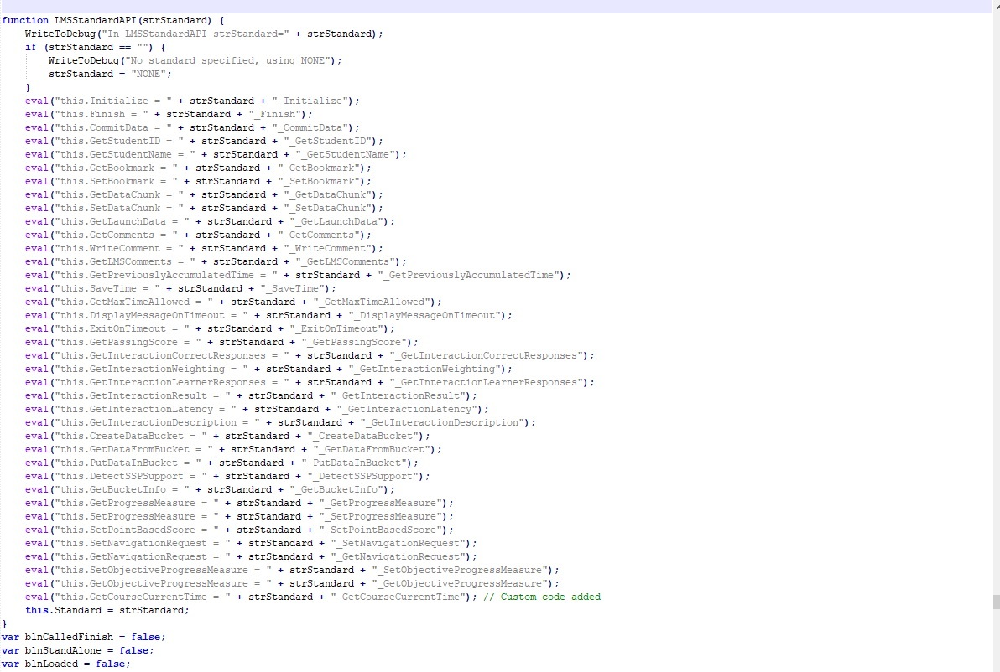 function LMSStandardAPI(strStandard) {
    WriteToDebug("In LMSStandardAPI strStandard=" + strStandard);
    if (strStandard == "") {
        WriteToDebug("No standard specified, using NONE");
        strStandard = "NONE";
    }
    eval("this.Initialize = " + strStandard + "_Initialize");
    eval("this.Finish = " + strStandard + "_Finish");
    eval("this.CommitData = " + strStandard + "_CommitData");
    eval("this.GetStudentID = " + strStandard + "_GetStudentID");
    eval("this.GetStudentName = " + strStandard + "_GetStudentName");
    eval("this.GetBookmark = " + strStandard + "_GetBookmark");
    eval("this.SetBookmark = " + strStandard + "_SetBookmark");
    eval("this.GetDataChunk = " + strStandard + "_GetDataChunk");
    eval("this.SetDataChunk = " + strStandard + "_SetDataChunk");
    eval("this.GetLaunchData = " + strStandard + "_GetLaunchData");
    eval("this.GetComments = " + strStandard + "_GetComments");
    eval("this.WriteComment = " + strStandard + "_WriteComment");
    eval("this.GetLMSComments = " + strStandard + "_GetLMSComments");
    eval("this.GetPreviouslyAccumulatedTime = " + strStandard + "_GetPreviouslyAccumulatedTime");
    eval("this.SaveTime = " + strStandard + "_SaveTime");
    eval("this.GetMaxTimeAllowed = " + strStandard + "_GetMaxTimeAllowed");
    eval("this.DisplayMessageOnTimeout = " + strStandard + "_DisplayMessageOnTimeout");
    eval("this.ExitOnTimeout = " + strStandard + "_ExitOnTimeout");
    eval("this.GetPassingScore = " + strStandard + "_GetPassingScore");
    eval("this.GetInteractionCorrectResponses = " + strStandard + "_GetInteractionCorrectResponses");
    eval("this.GetInteractionWeighting = " + strStandard + "_GetInteractionWeighting");
    eval("this.GetInteractionLearnerResponses = " + strStandard + "_GetInteractionLearnerResponses");
    eval("this.GetInteractionResult = " + strStandard + "_GetInteractionResult");
    eval("this.GetInteractionLatency = " + strStandard + "_GetInteractionLatency");
    eval("this.GetInteractionDescription = " + strStandard + "_GetInteractionDescription");
    eval("this.CreateDataBucket = " + strStandard + "_CreateDataBucket");
    eval("this.GetDataFromBucket = " + strStandard + "_GetDataFromBucket");
    eval("this.PutDataInBucket = " + strStandard + "_PutDataInBucket");
    eval("this.DetectSSPSupport = " + strStandard + "_DetectSSPSupport");
    eval("this.GetBucketInfo = " + strStandard + "_GetBucketInfo");
    eval("this.GetProgressMeasure = " + strStandard + "_GetProgressMeasure");
    eval("this.SetProgressMeasure = " + strStandard + "_SetProgressMeasure");
    eval("this.SetPointBasedScore = " + strStandard + "_SetPointBasedScore");
    eval("this.SetNavigationRequest = " + strStandard + "_SetNavigationRequest");
    eval("this.GetNavigationRequest = " + strStandard + "_GetNavigationRequest");
    eval("this.SetObjectiveProgressMeasure = " + strStandard + "_SetObjectiveProgressMeasure");
    eval("this.GetObjectiveProgressMeasure = " + strStandard + "_GetObjectiveProgressMeasure");
    eval("this.GetCourseCurrentTime = " + strStandard + "_GetCourseCurrentTime"); // Custom code added
    this.Standard = strStandard;
}
var blnCalledFinish = false;
var blnStandAlone = false;
var blnLoaded = false;